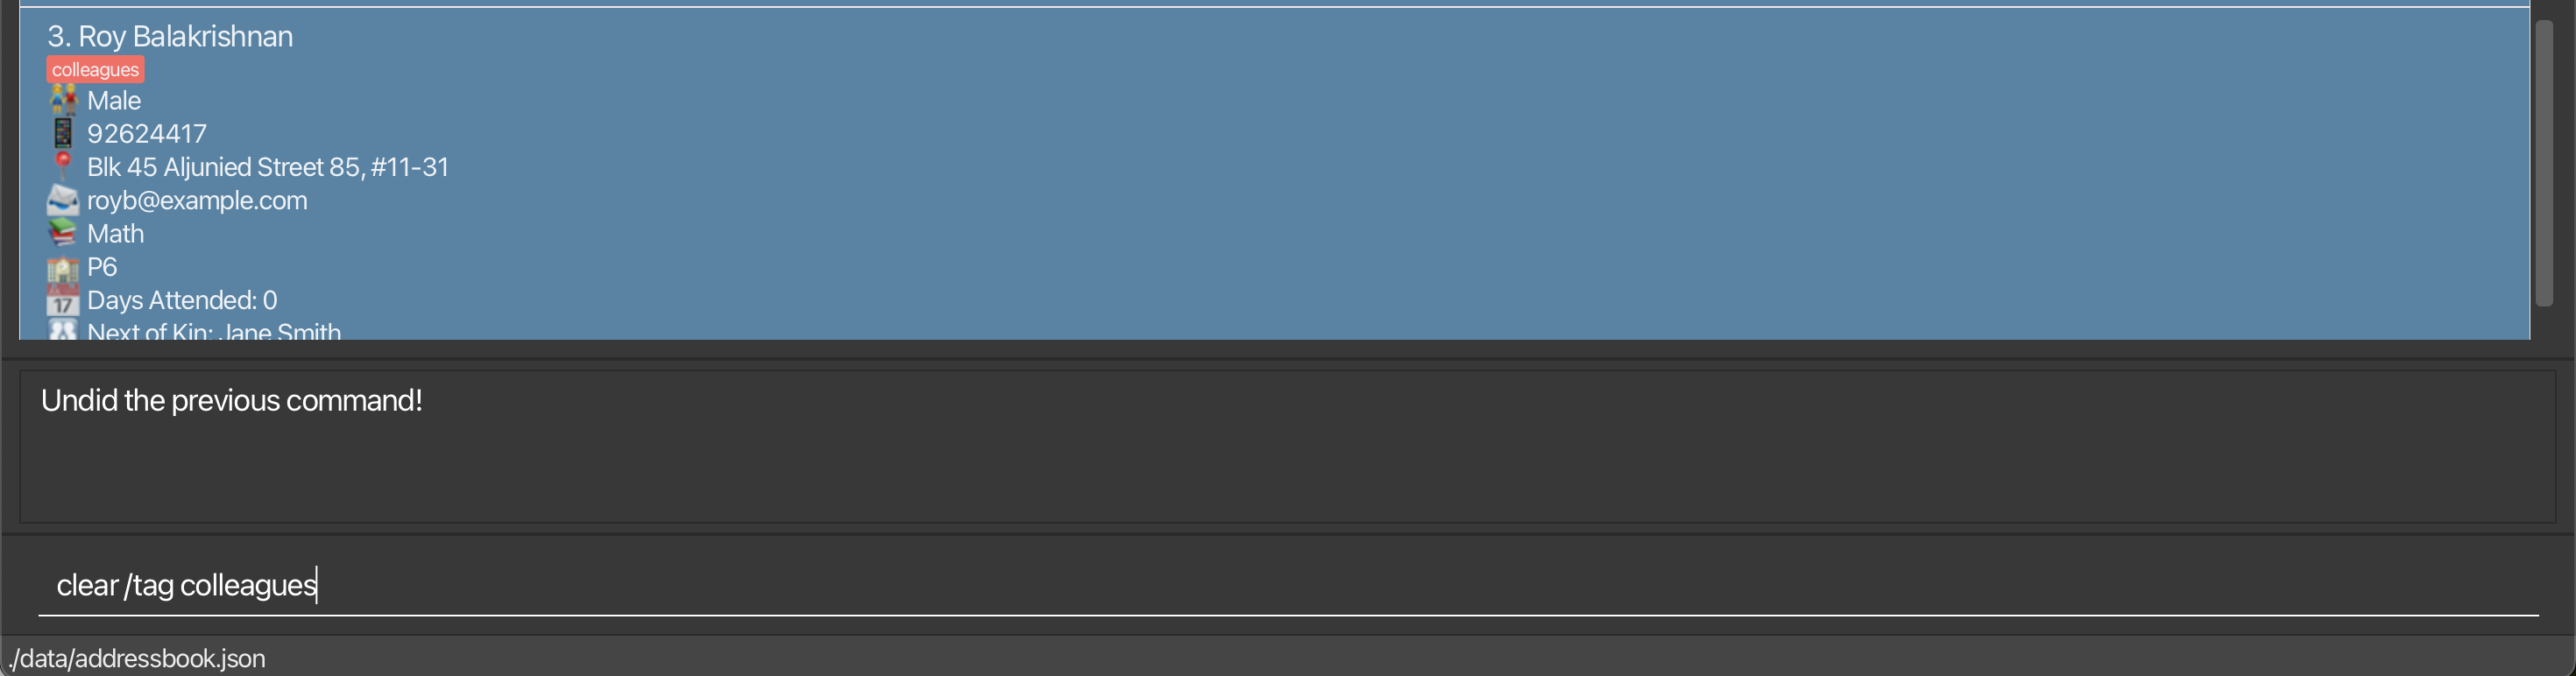 3. Roy Balakrishnan
colleagues
Male
92624417
Blk 45 Aljunied Street 85, #11-31
royb@example.com
Math
P6
17 Days Attended: 0
Next of Kin: Jane Smith
Undid the previous command!
clear /tag colleagues
./data/addressbook.json